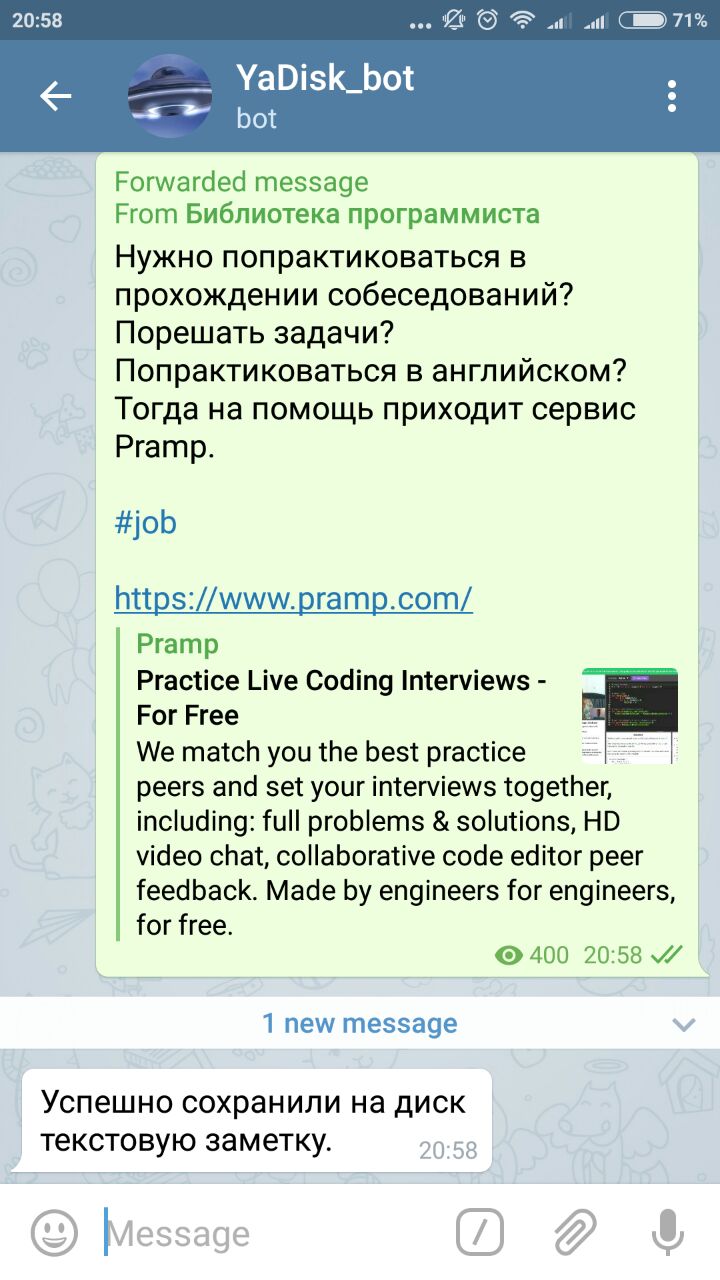 20:58
71%
YaDisk_bot
bot
Forwarded message
From Библиотека программиста
Нужно попрактиковаться в
прохождении собеседований?
Порешать задачи?
Попрактиковаться в английском?
Тогда на помощь приходит сервис
Pramp.
#job
https://www.pramp.com/
Pramp
Practice Live Coding Interviews -
For Free
We match you the best practice
peers and set your interviews together,
including: full problems & solutions, HD
video chat, collaborative code editor peer
feedback. Made by engineers for engineers,
for free.
400 20:58
1 new message
Успешно сохранили на диск
текстовую заметку.
20:58
Message